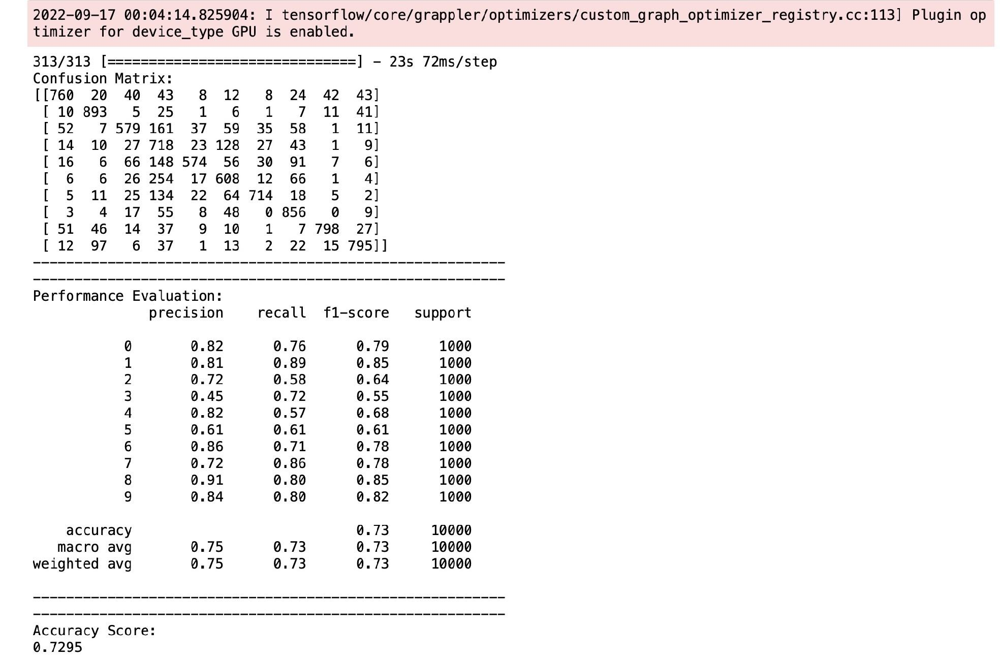 2022-09-17 00:04:14.825904: I tensorflow/core/grappler/optimizers/custom_graph_optimizer_registry.cc:113] Plugin op
timizer for device_type GPU is enabled.
313/313 [==============================] - 23s 72ms/step
Confusion Matrix:
[[760  20  40  43   8  12   8  24  42  43]
 [ 10 893   5  25   1   6   1   7  11  41]
 [ 52   7 579 161  37  59  35  58   1  11]
 [ 14  10  27 718  23 128  27  43   1   9]
 [ 16   6  66 148 574  56  30  91   7   6]
 [  6   6  26 254  17 608  12  66   1   4]
 [  5  11  25 134  22  64 714  18   5   2]
 [  3   4  17  55   8  48   0 856   0   9]
 [ 51  46  14  37   9  10   1   7 798  27]
 [ 12  97   6  37   1  13   2  22  15 795]]
---------------------------------------------------------
---------------------------------------------------------
Performance Evaluation:
              precision    recall  f1-score   support
           0       0.82      0.76      0.79      1000
           1       0.81      0.89      0.85      1000
           2       0.72      0.58      0.64      1000
           3       0.45      0.72      0.55      1000
           4       0.82      0.57      0.68      1000
           5       0.61      0.61      0.61      1000
           6       0.86      0.71      0.78      1000
           7       0.72      0.86      0.78      1000
           8       0.91      0.80      0.85      1000
           9       0.84      0.80      0.82      1000
    accuracy                           0.73     10000
   macro avg       0.75      0.73      0.73     10000
weighted avg       0.75      0.73      0.73     10000
---------------------------------------------------------
---------------------------------------------------------
Accuracy Score:
0.7295